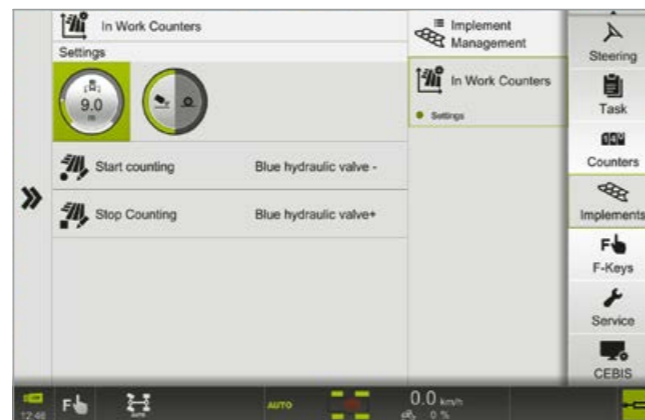 In Work Counters
Settings
9.0
m
Start counting
Blue hydraulic valve -
Stop Counting
Blue hydraulic valve+
Implement
Management
In Work Counters
Settings
Steering
Task
Counters
Implements
F
F-Keys
Service
CEBIS
12:46
F
AUTO
AUTO
0.0 km/h
0 %